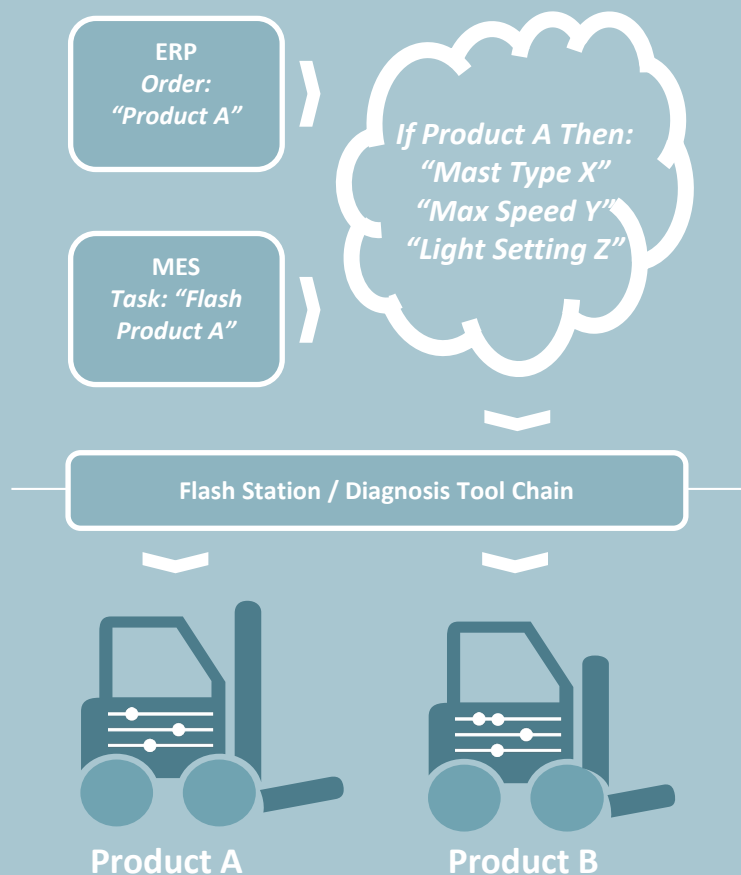 ERP
Order:
“Product A”
If Product A Then:
“Mast Type X”
“Max Speed Y”
“Light Setting Z”
MES
Task: “Flash
Product A”
Flash Station / Diagnosis Tool Chain
Product A
Product B